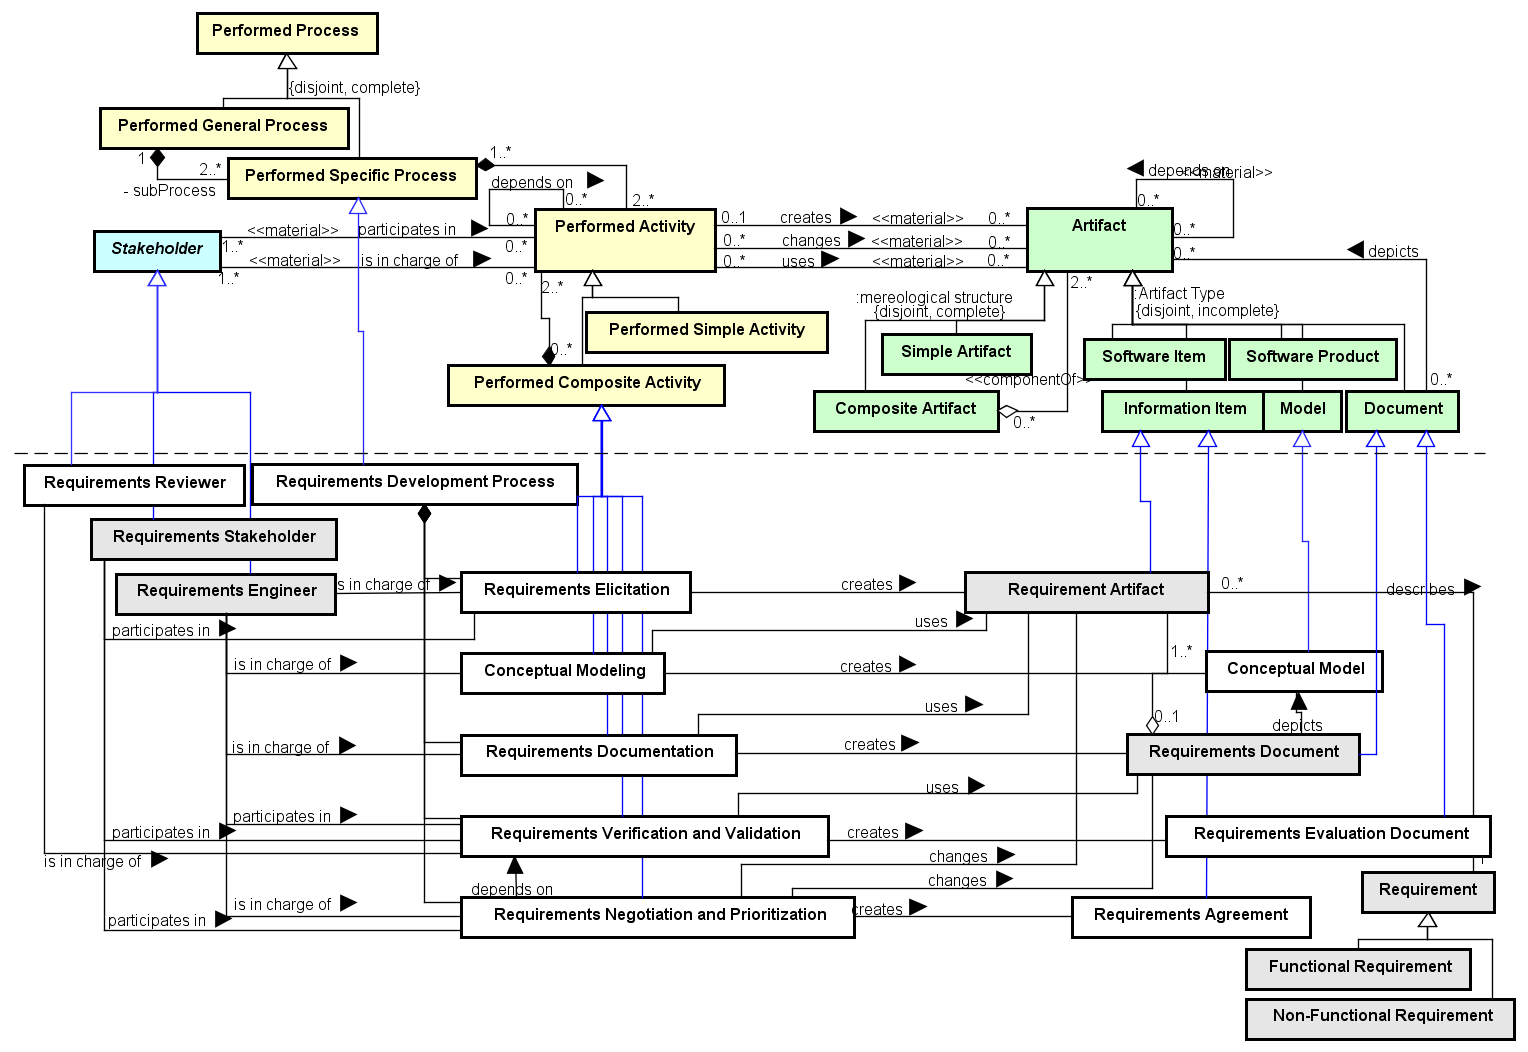 Performed Process
{disjoint, complete}
Performed General Process
1
2..*
- subProcess
Performed Specific Process
1..*
depends on
0..*
0..*
2..*
Performed Activity
Stakeholder
<<material>>
participates in
1..*
0..*
<<material>>
is in charge of
1..*
0..*
0..1
creates
<<material>>
0..*
0..*
changes
<<material>>
0..*
0..*
uses
<<material>>
0..*
Artifact
depends on
<<material>>
0..*
0..*
0..*
depicts
2..*
0..*
Performed Simple Activity
Performed Composite Activity
:mereological structure
{disjoint, complete}
2..*
:Artifact Type
{disjoint, incomplete}
Simple Artifact
<<componentOf>>
Composite Artifact
0..*
Software Item
Software Product
0..*
Information Item
Model
Document
Requirements Reviewer
Requirements Development Process
Requirements Stakeholder
Requirements Engineer
is in charge of
Requirements Elicitation
creates
Requirement Artifact
0..*
describes
participates in
uses
is in charge of
Conceptual Modeling
creates
1..*
Conceptual Model
uses
0..1
depicts
is in charge of
Requirements Documentation
creates
Requirements Document
uses
participates in
participates in
is in charge of
Requirements Verification and Validation
creates
Requirements Evaluation Document
changes
depends on
changes
1
Requirement
is in charge of
participates in
Requirements Negotiation and Prioritization
creates
Requirements Agreement
Functional Requirement
Non-Functional Requirement